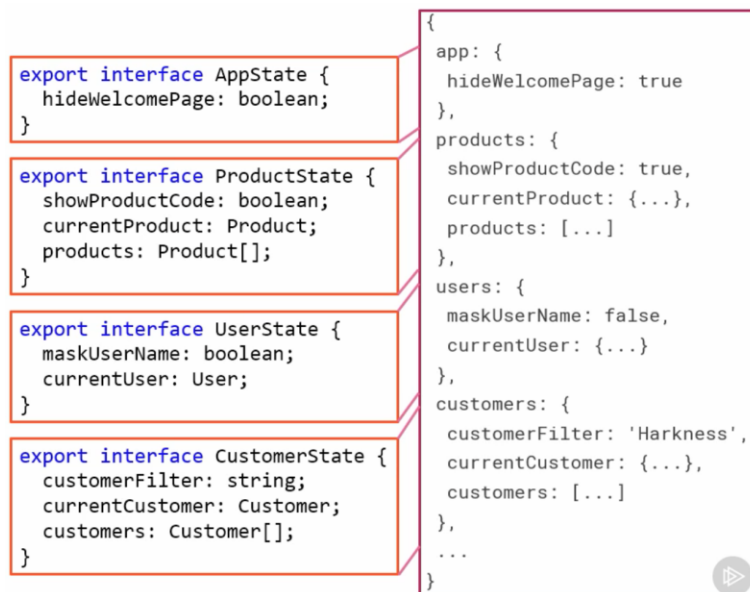 export interface AppState {
hideWelcomePage: boolean;
}
export interface ProductState {
showProductCode: boolean;
currentProduct: Product;
products: Product[];
}
export interface UserState {
maskUserName: boolean;
currentUser: User;
}
export interface CustomerState {
customerFilter: string;
currentCustomer: Customer;
customers: Customer[];
}
{
app: {
hideWelcomePage: true
},
products: {
showProductCode: true,
currentProduct: {...},
products: [...]
},
users: {
maskUserName: false,
currentUser: {...}
},
customers: {
customerFilter: 'Harkness',
currentCustomer: {...},
customers: [...]
},
...
}